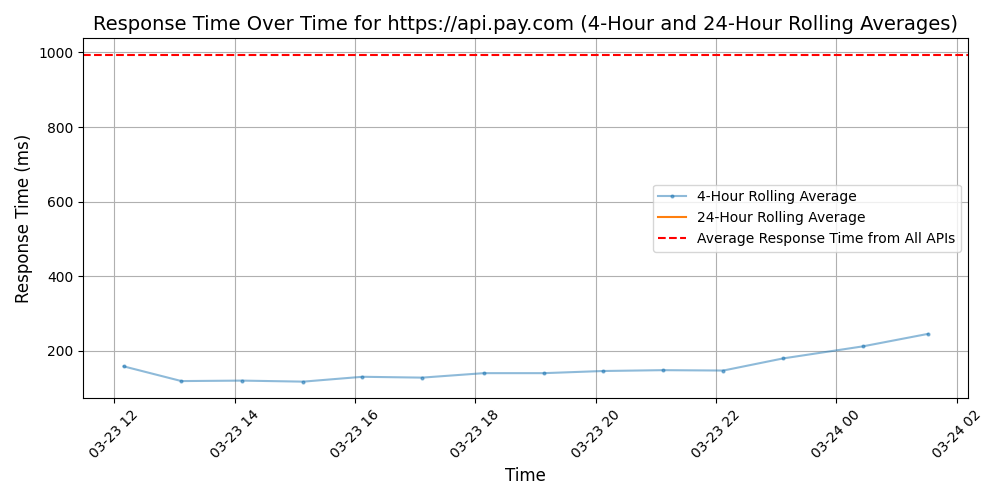 Response Time Over Time for https://api.pay.com (4-Hour and 24-Hour Rolling Averages)
Response Time (ms)
1000
800
600
400
200
4-Hour Rolling Average
24-Hour Rolling Average
Average Response Time from All APIs
03-23 12
03-23 14
03-23 16
03-23 18
03-23 20
03-23 22
03-24 00
03-24 02
Time